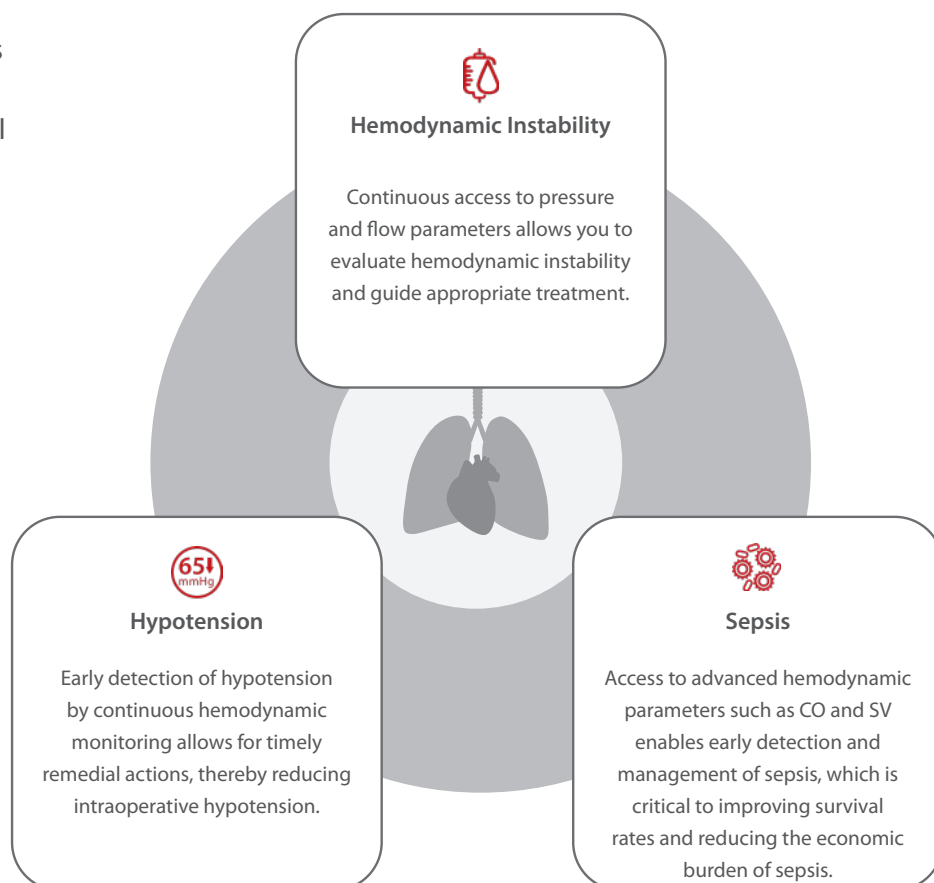 Hemodynamic Instability
Continuous access to pressure
and flow parameters allows you to
evaluate hemodynamic instability
and guide appropriate treatment.
65
mmHg
Hypotension
Early detection of hypotension
by continuous hemodynamic
monitoring allows for timely
remedial actions, thereby reducing
intraoperative hypotension.
Sepsis
Access to advanced hemodynamic
parameters such as CO and SV
enables early detection and
management of sepsis, which is
critical to improving survival
rates and reducing the economic
burden of sepsis.